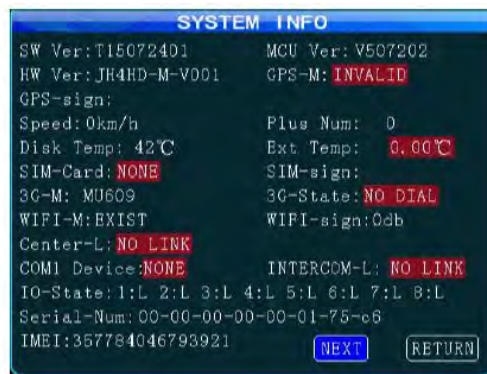 SYSTEM INFO
SW Ver:T15072401 MCU Ver:V507202
HW Ver:JH4HD-M-V001 GPS-M:INVALID
GPS-sign:
Speed:0km/h Plus Num: 0
Disk Temp: 42℃ Ext Temp: 0.00℃
SIM-Card:NONE SIM-sign:
3G-M: MU609 3G-State:NO DIAL
WIFI-M:EXIST WIFI-sign:0db
Center-L: NO LINK
COM1 Device:NONE INTERCOM-L: NO LINK
IO-State:1:L 2:L 3:L 4:L 5:L 6:L 7:L 8:L
Serial-Num:00-00-00-00-00-01-75-c6
IMEI:357784046793921 NEXT RETURN